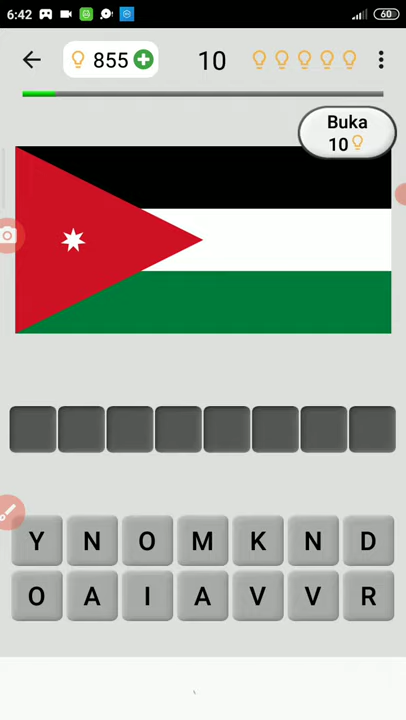 6:42 60
855 10
Buka
10
Y N O M K N D
O A I A V V R